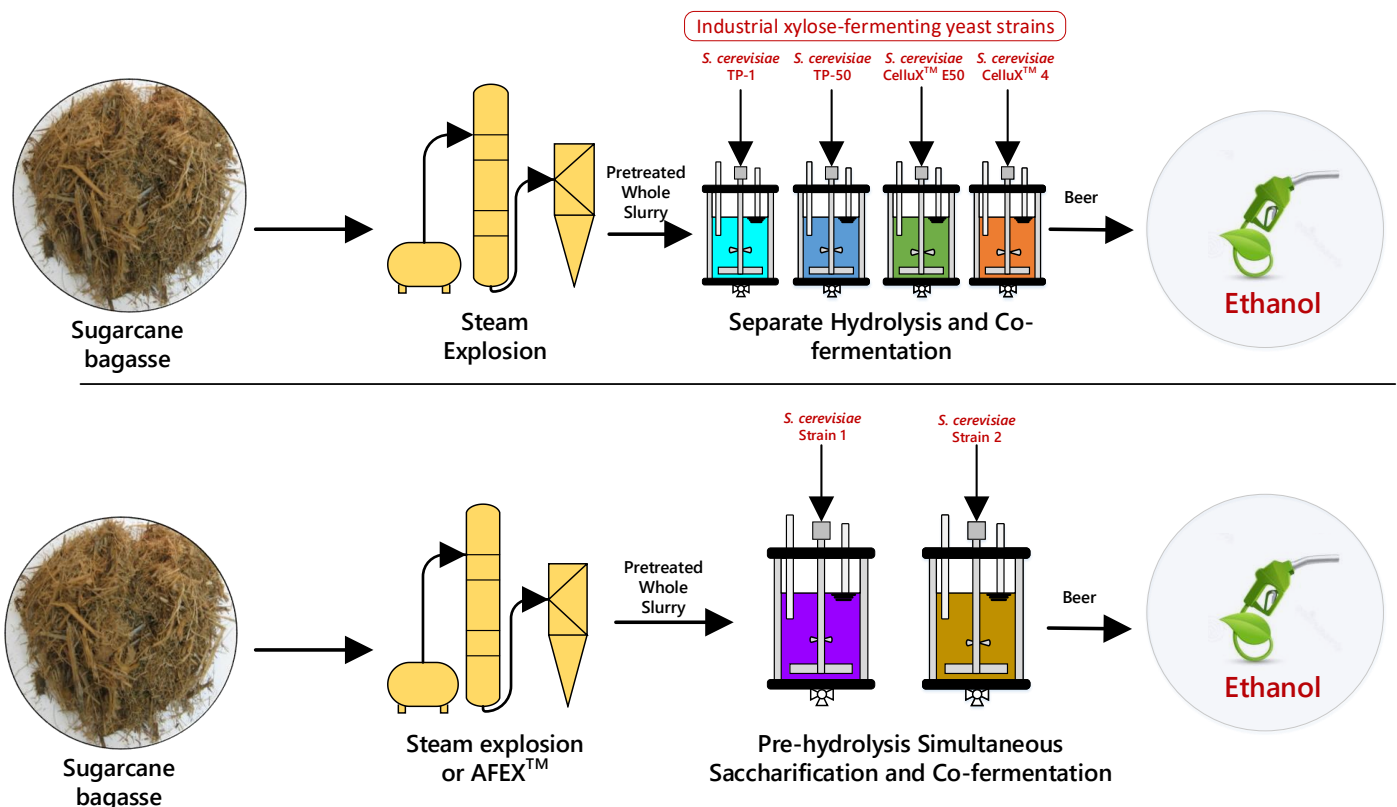 Industrial xylose-fermenting yeast strains
S. cerevisiae
TP-1
S. cerevisiae
TP-50
S. cerevisiae
CelluX™ E50
S. cerevisiae
CelluX™ 4
Pretreated
Whole
Slurry
Beer
Ethanol
Sugarcane
bagasse
Steam
Explosion
Separate Hydrolysis and Co-
fermentation
S. cerevisiae
Strain 1
S. cerevisiae
Strain 2
Pretreated
Whole
Slurry
Beer
Ethanol
Sugarcane
bagasse
Steam explosion
or AFEX™
Pre-hydrolysis Simultaneous
Saccharification and Co-fermentation